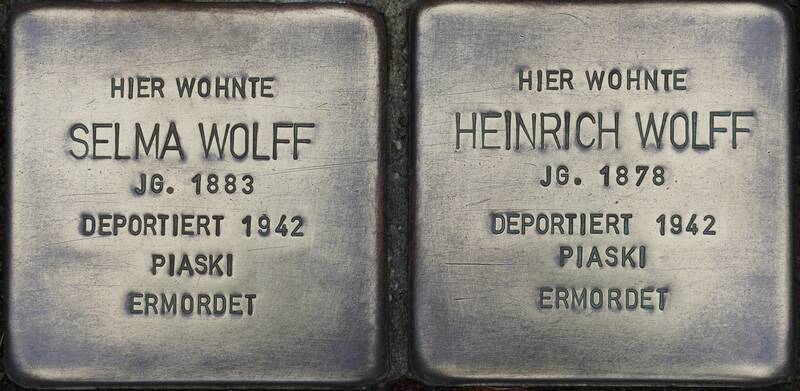 HIER WOHNTE
SELMA WOLFF
JG. 1883
DEPORTIERT 1942
PIASKI
ERMORDET
HIER WOHNTE
HEINRICH WOLFF
JG. 1878
DEPORTIERT 1942
PIASKI
ERMORDET